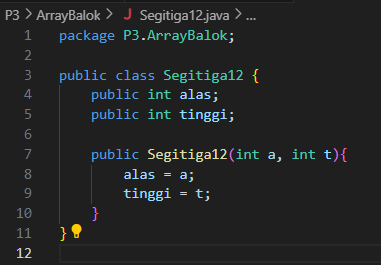 P3 > ArrayBalok > J Segitiga12.java > ...
1 package P3.ArrayBalok;
2
3 public class Segitiga12 {
4     public int alas;
5     public int tinggi;
6
7     public Segitiga12(int a, int t){
8         alas = a;
9         tinggi = t;
10     }
11 }
12